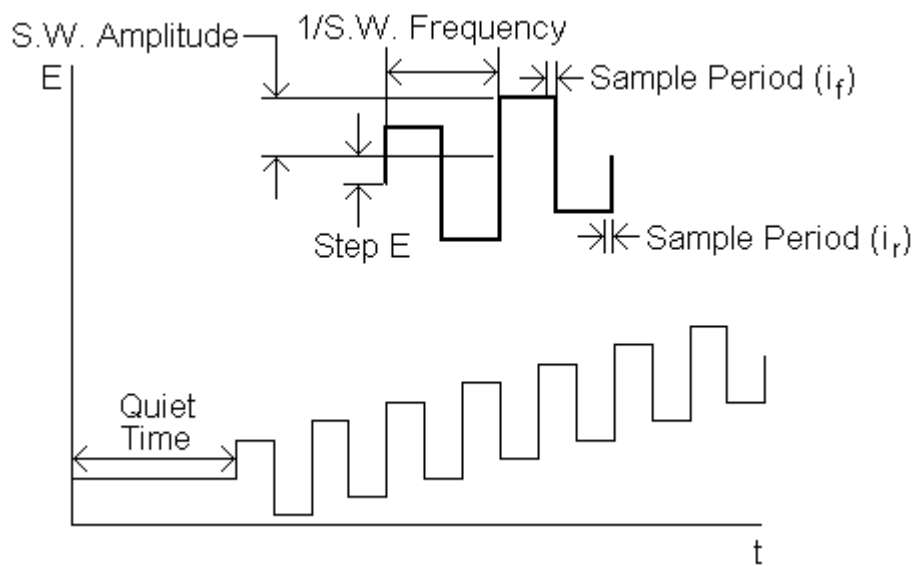 S.W. Amplitude
1/S.W. Frequency
E
Sample Period (i_f)
Step E
Sample Period (i_r)
Quiet
Time
t